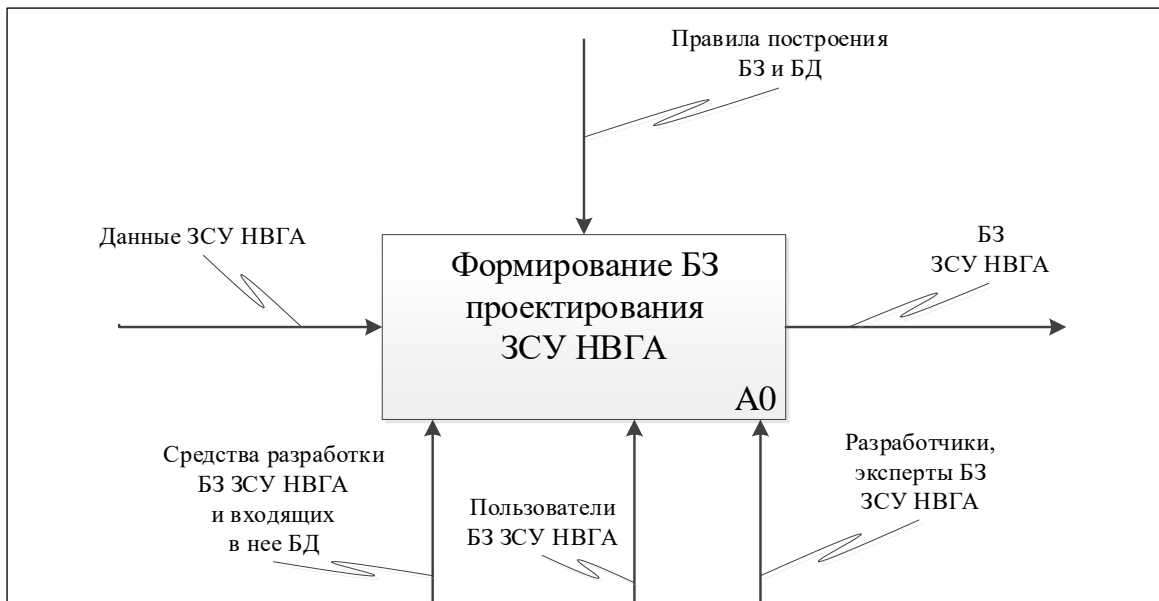 Правила построения
БЗ и БД
Данные ЗСУ НВГА
Формирование БЗ
проектирования
ЗСУ НВГА
А0
БЗ
ЗСУ НВГА
Средства разработки
БЗ ЗСУ НВГА
и входящих
в нее БД
Пользователи
БЗ ЗСУ НВГА
Разработчики,
эксперты БЗ
ЗСУ НВГА